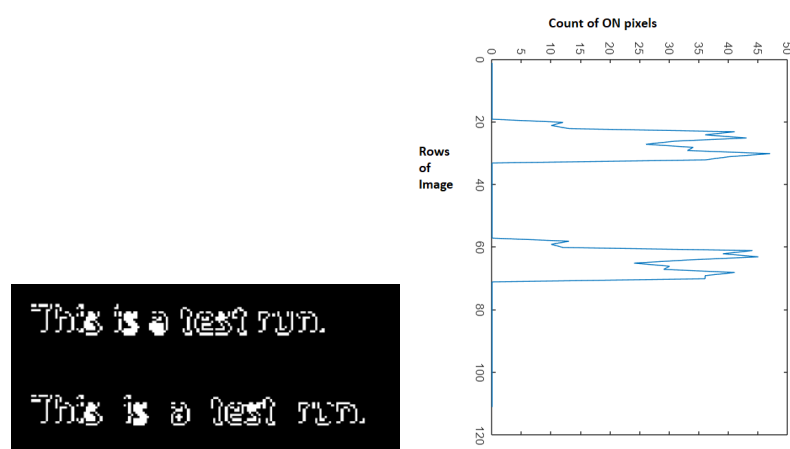 Count of ON pixels
0 5 10 15 20 25 30 35 40 45 50
Rows
of
Image
0
20
40
60
80
100
120
This is a test run.
This is a test run.